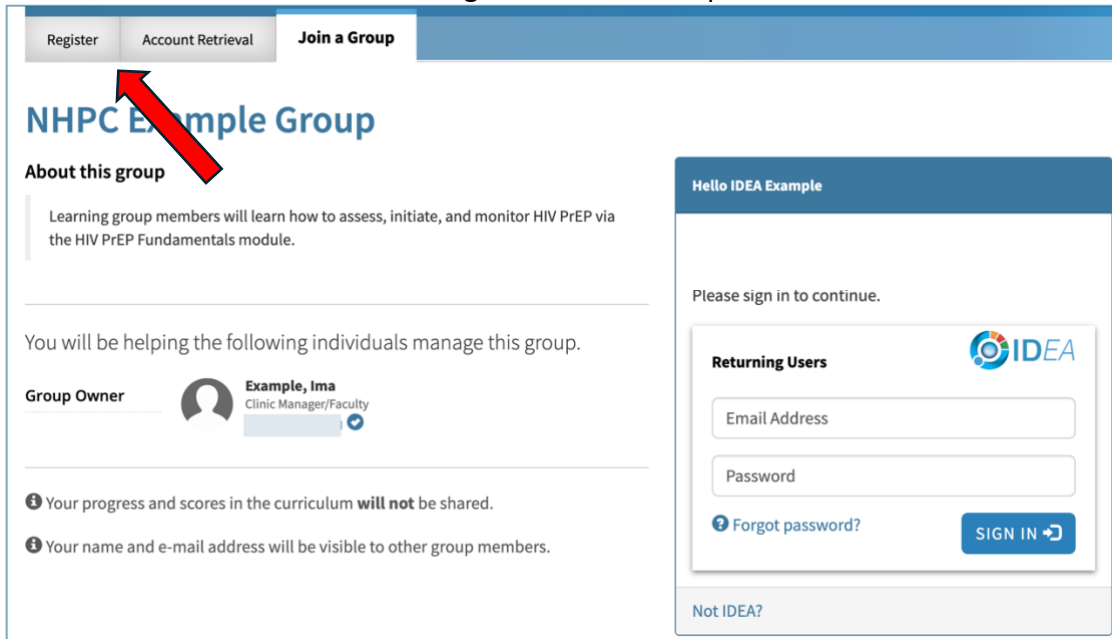 Register Account Retrieval Join a Group
NHPC Example Group
About this group
Learning group members will learn how to assess, initiate, and monitor HIV PrEP via
the HIV PrEP Fundamentals module.
You will be helping the following individuals manage this group.
Group Owner
Example, Ima
Clinic Manager/Faculty
Your progress and scores in the curriculum will not be shared.
Your name and e-mail address will be visible to other group members.
Hello IDEA Example
Please sign in to continue.
Returning Users
IDEA
Email Address
Password
Forgot password?
SIGN IN
Not IDEA?